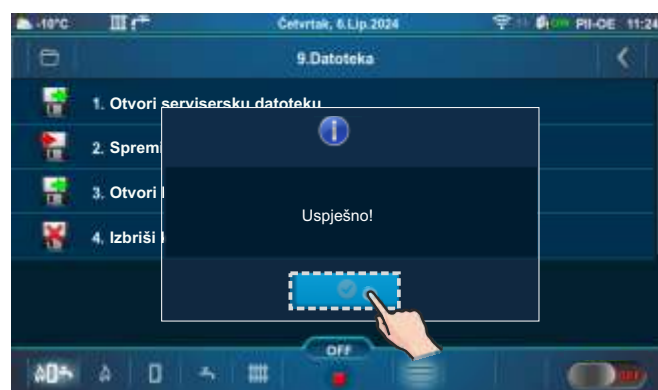 -10°C Četvrtak, 6.Lip.2024 PII-OE 11:24
9.Datoteka
1. Otvori servisersku datoteku
2. Spremi
3. Otvori
4. Izbriši
Uspješno!
OFF
OFF